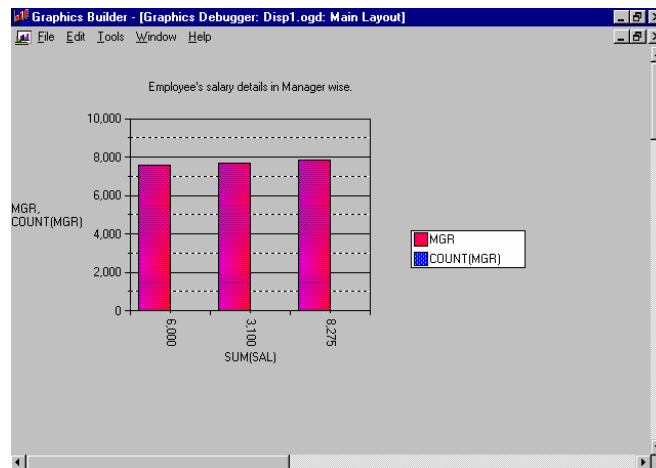 Graphics Builder - [Graphics Debugger: Disp1.ogd: Main Layout]
File Edit Tools Window Help
Employee's salary details in Manager wise.
10,000
8,000
6,000
4,000
2,000
0
MGR,
COUNT(MGR)
6,000
3,100
8,275
SUM(SAL)
MGR
COUNT(MGR)